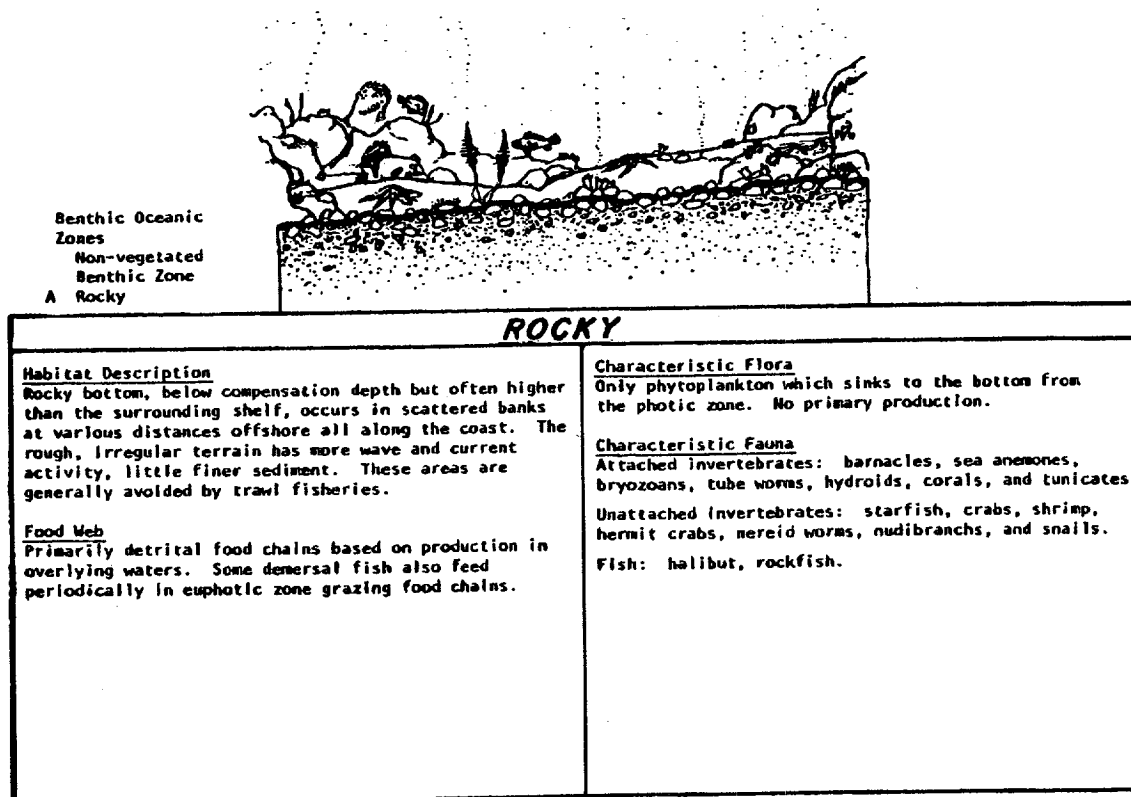 Benthic Oceanic
Zones
Non-vegetated
Benthic Zone
A Rocky
ROCKY
Habitat Description
Rocky bottom, below compensation depth but often higher
than the surrounding shelf, occurs in scattered banks
at various distances offshore all along the coast. The
rough, irregular terrain has more wave and current
activity, little finer sediment. These areas are
generally avoided by trawl fisheries.
Food Web
Primarily detrital food chains based on production in
overlying waters. Some demersal fish also feed
periodically in euphotic zone grazing food chains.
Characteristic Flora
Only phytoplankton which sinks to the bottom from
the photic zone. No primary production.
Characteristic Fauna
Attached invertebrates: barnacles, sea anemones,
bryozoans, tube worms, hydroids, corals, and tunicates
Unattached invertebrates: starfish, crabs, shrimp,
hermit crabs, nereid worms, nudibranchs, and snails.
Fish: halibut, rockfish.